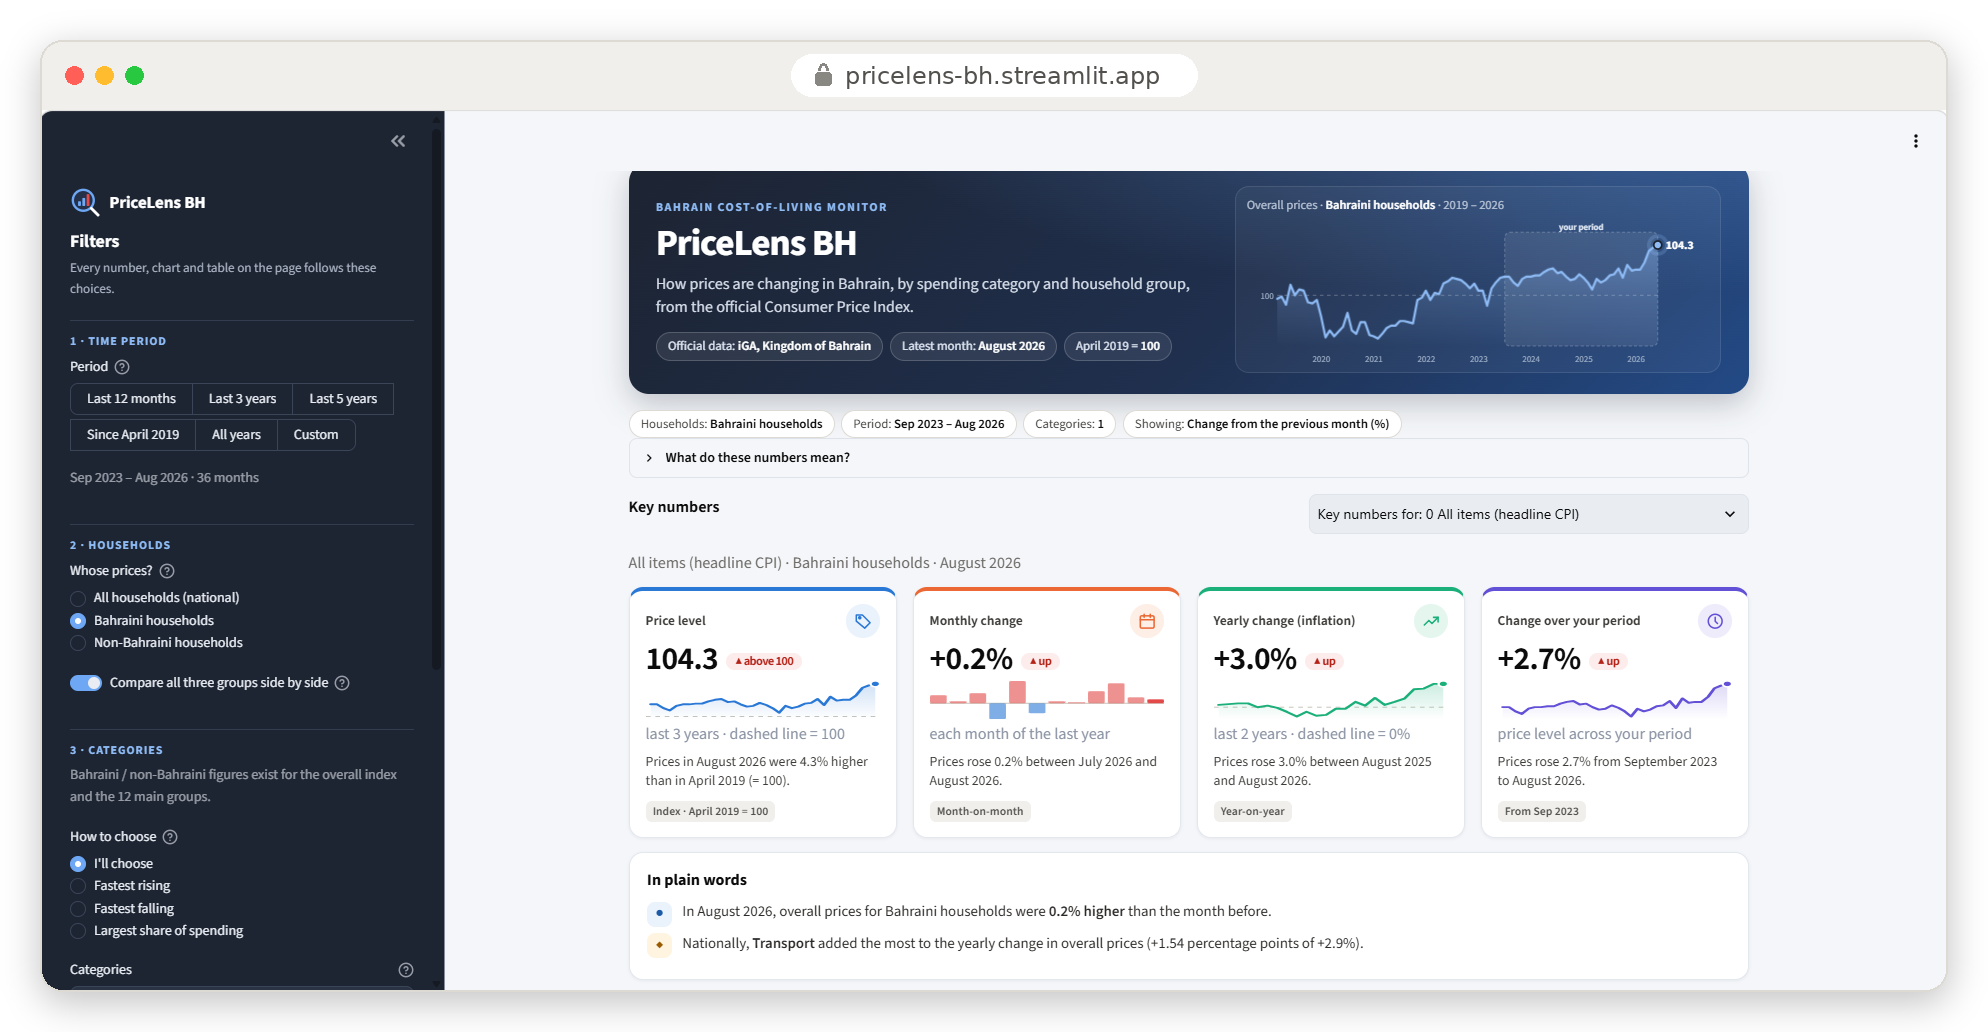 pricelens-bh.streamlit.app
PriceLens BH
Filters
Every number, chart and table on the page follows these
choices.
1 · TIME PERIOD
Period
Last 12 months
Last 3 years
Last 5 years
Since April 2019
All years
Custom
Sep 2023 – Aug 2026 · 36 months
2 · HOUSEHOLDS
Whose prices?
All households (national)
Bahraini households
Non-Bahraini households
Compare all three groups side by side
3 · CATEGORIES
Bahraini / non-Bahraini figures exist for the overall index
and the 12 main groups.
How to choose
I'll choose
Fastest rising
Fastest falling
Largest share of spending
Categories
BAHRAIN COST-OF-LIVING MONITOR
PriceLens BH
How prices are changing in Bahrain, by spending category and household group,
from the official Consumer Price Index.
Official data: iGA, Kingdom of Bahrain
Latest month: August 2026
April 2019 = 100
Overall prices · Bahraini households · 2019 – 2026
your period
104.3
100
2020 2021 2022 2023 2024 2025 2026
Households: Bahraini households
Period: Sep 2023 – Aug 2026
Categories: 1
Showing: Change from the previous month (%)
What do these numbers mean?
Key numbers
Key numbers for: 0 All items (headline CPI)
All items (headline CPI) · Bahraini households · August 2026
Price level
104.3 ▲ above 100
last 3 years · dashed line = 100
Prices in August 2026 were 4.3% higher
than in April 2019 (= 100).
Index · April 2019 = 100
Monthly change
+0.2% ▲ up
each month of the last year
Prices rose 0.2% between July 2026 and
August 2026.
Month-on-month
Yearly change (inflation)
+3.0% ▲ up
last 2 years · dashed line = 0%
Prices rose 3.0% between August 2025
and August 2026.
Year-on-year
Change over your period
+2.7% ▲ up
price level across your period
Prices rose 2.7% from September 2023
to August 2026.
From Sep 2023
In plain words
In August 2026, overall prices for Bahraini households were 0.2% higher than the month before.
Nationally, Transport added the most to the yearly change in overall prices (+1.54 percentage points of +2.9%).